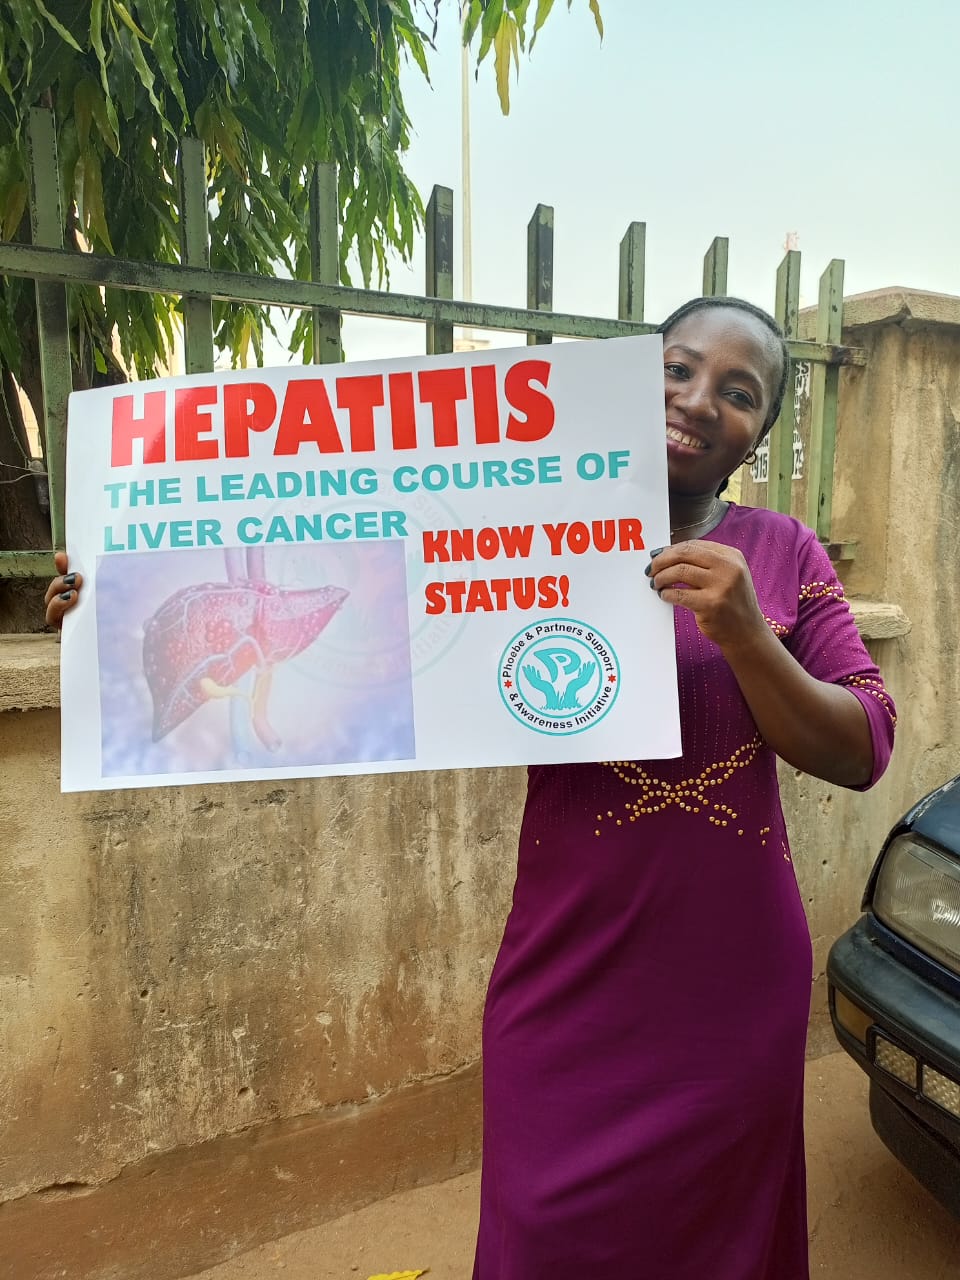 HEPATITIS
THE LEADING COURSE OF
LIVER CANCER
KNOW YOUR
STATUS!
Phoebe & Partners Support
& Awareness Initiative